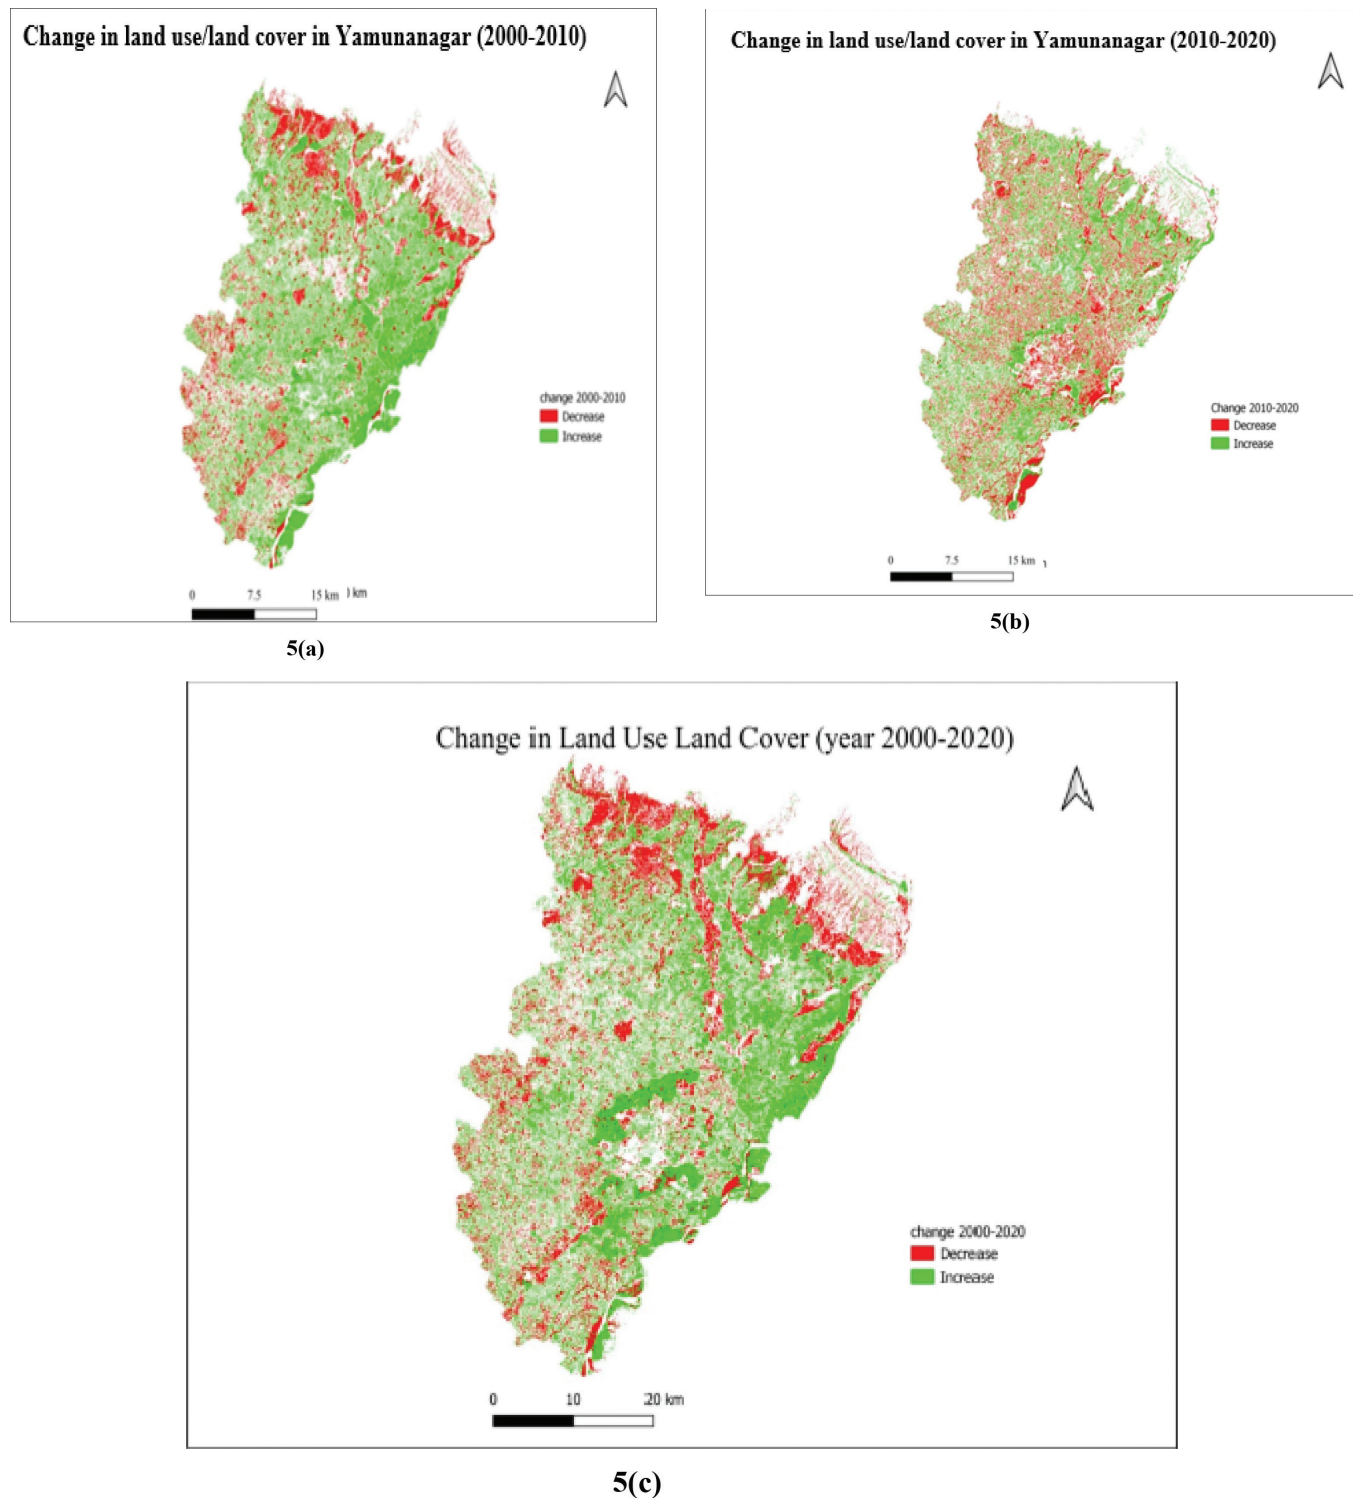 Change in land use/land cover in Yamunanagar (2000-2010)
change 2000-2010
Decrease
Increase
0 7.5 15 km ) km
5(a)
Change in land use/land cover in Yamunanagar (2010-2020)
Change 2010-2020
Decrease
Increase
0 7.5 15 km
5(b)
Change in Land Use Land Cover (year 2000-2020)
change 2000-2020
Decrease
Increase
0 10 20 km
5(c)